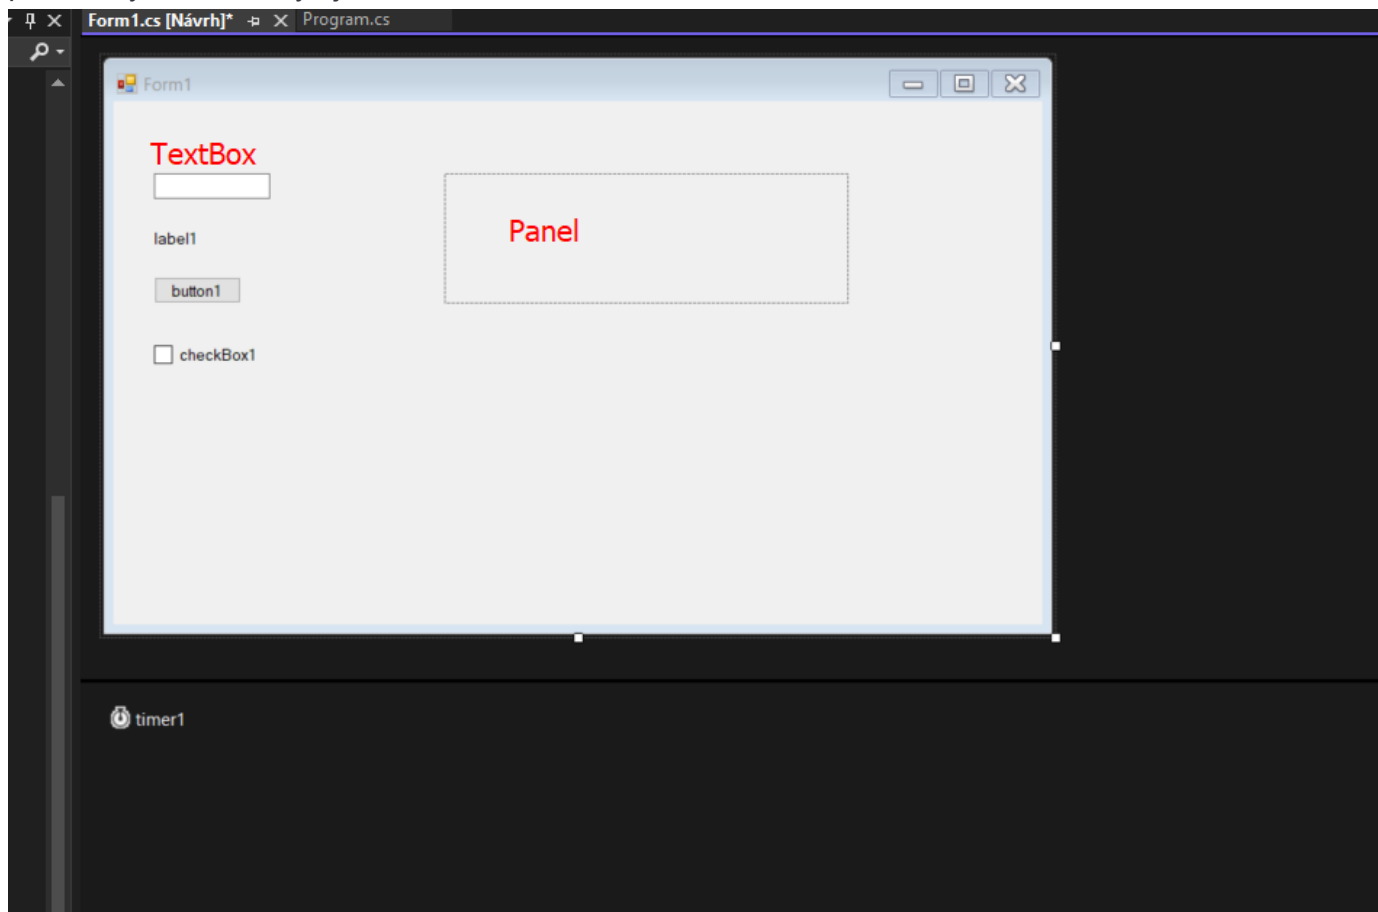 Form1.cs [Návrh]* Program.cs
Form1
TextBox
Panel
label1
button1
checkBox1
timer1